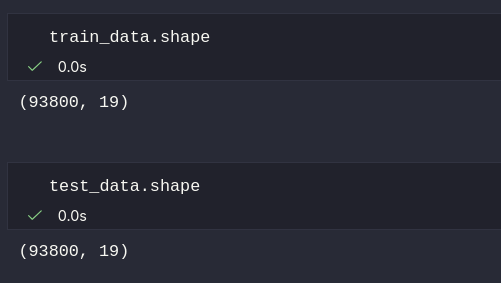 train_data.shape
0.0s
(93800, 19)
test_data.shape
0.0s
(93800, 19)